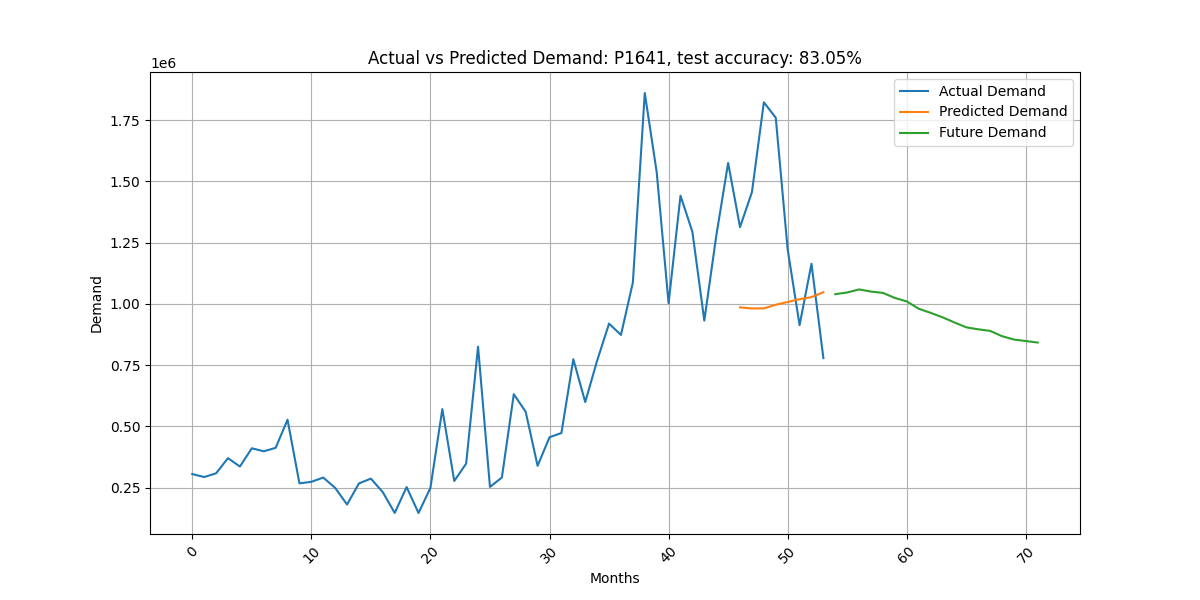 Actual vs Predicted Demand: P1641, test accuracy: 83.05%
1e6
Actual Demand
Predicted Demand
Future Demand
1.75
1.50
1.25
1.00
0.75
0.50
0.25
Demand
0 10 20 30 40 50 60 70
Months